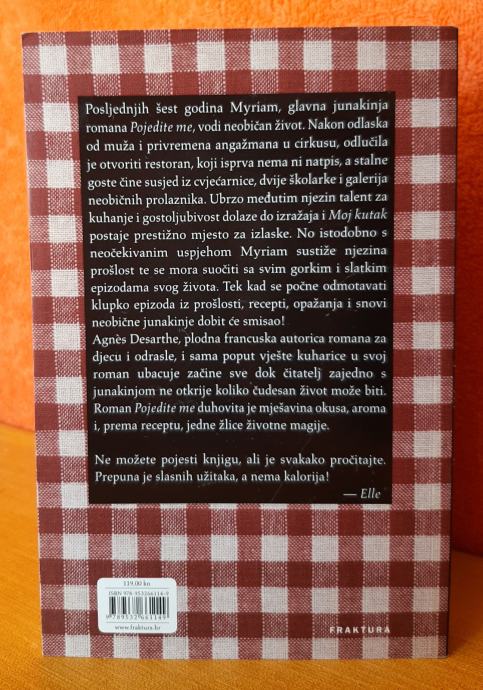 Posljednjih šest godina Myriam, glavna junakinja
romana Pojedite me, vodi neobičan život. Nakon odlaska
od muža i privremena angažmana u cirkusu, odlučila
je otvoriti restoran, koji isprva nema ni natpis, a stalne
goste čine susjed iz cvjećarnice, dvije školarke i galerija
neobičnih prolaznika. Ubrzo međutim njezin talent za
kuhanje i gostoljubivost dolaze do izražaja i Moj kutak
postaje prestižno mjesto za izlaske. No istodobno s
neočekivanim uspjehom Myriam sustiže njezina
prošlost te se mora suočiti sa svim gorkim i slatkim
epizodama svog života. Tek kad se počne odmotavati
klupko epizoda iz prošlosti, recepti, opažanja i snovi
neobične junakinje dobit će smisao!
Agnès Desarthe, plodna francuska autorica romana za
djecu i odrasle, i sama poput vješte kuharice u svoj
roman ubacuje začine sve dok čitatelj zajedno s
junakinjom ne otkrije koliko čudesan život može biti.
Roman Pojedite me duhovita je mješavina okusa, aroma
i, prema receptu, jedne žlice životne magije.
Ne možete pojesti knjigu, ali je svakako pročitajte.
Prepuna je slasnih užitaka, a nema kalorija!
— Elle
119,00 kn
ISBN 978-953266114-9
9789532661149
www.fraktura.hr
FRAKTURA